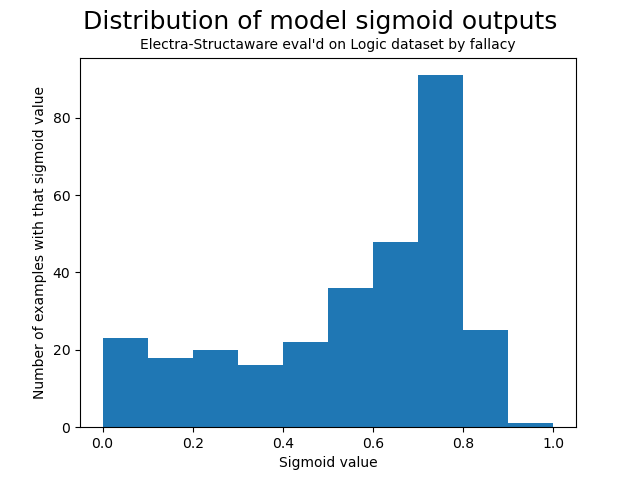 Distribution of model sigmoid outputs
Electra-Structaware eval'd on Logic dataset by fallacy
Number of examples with that sigmoid value
80
60
40
20
0
0.0 0.2 0.4 0.6 0.8 1.0
Sigmoid value